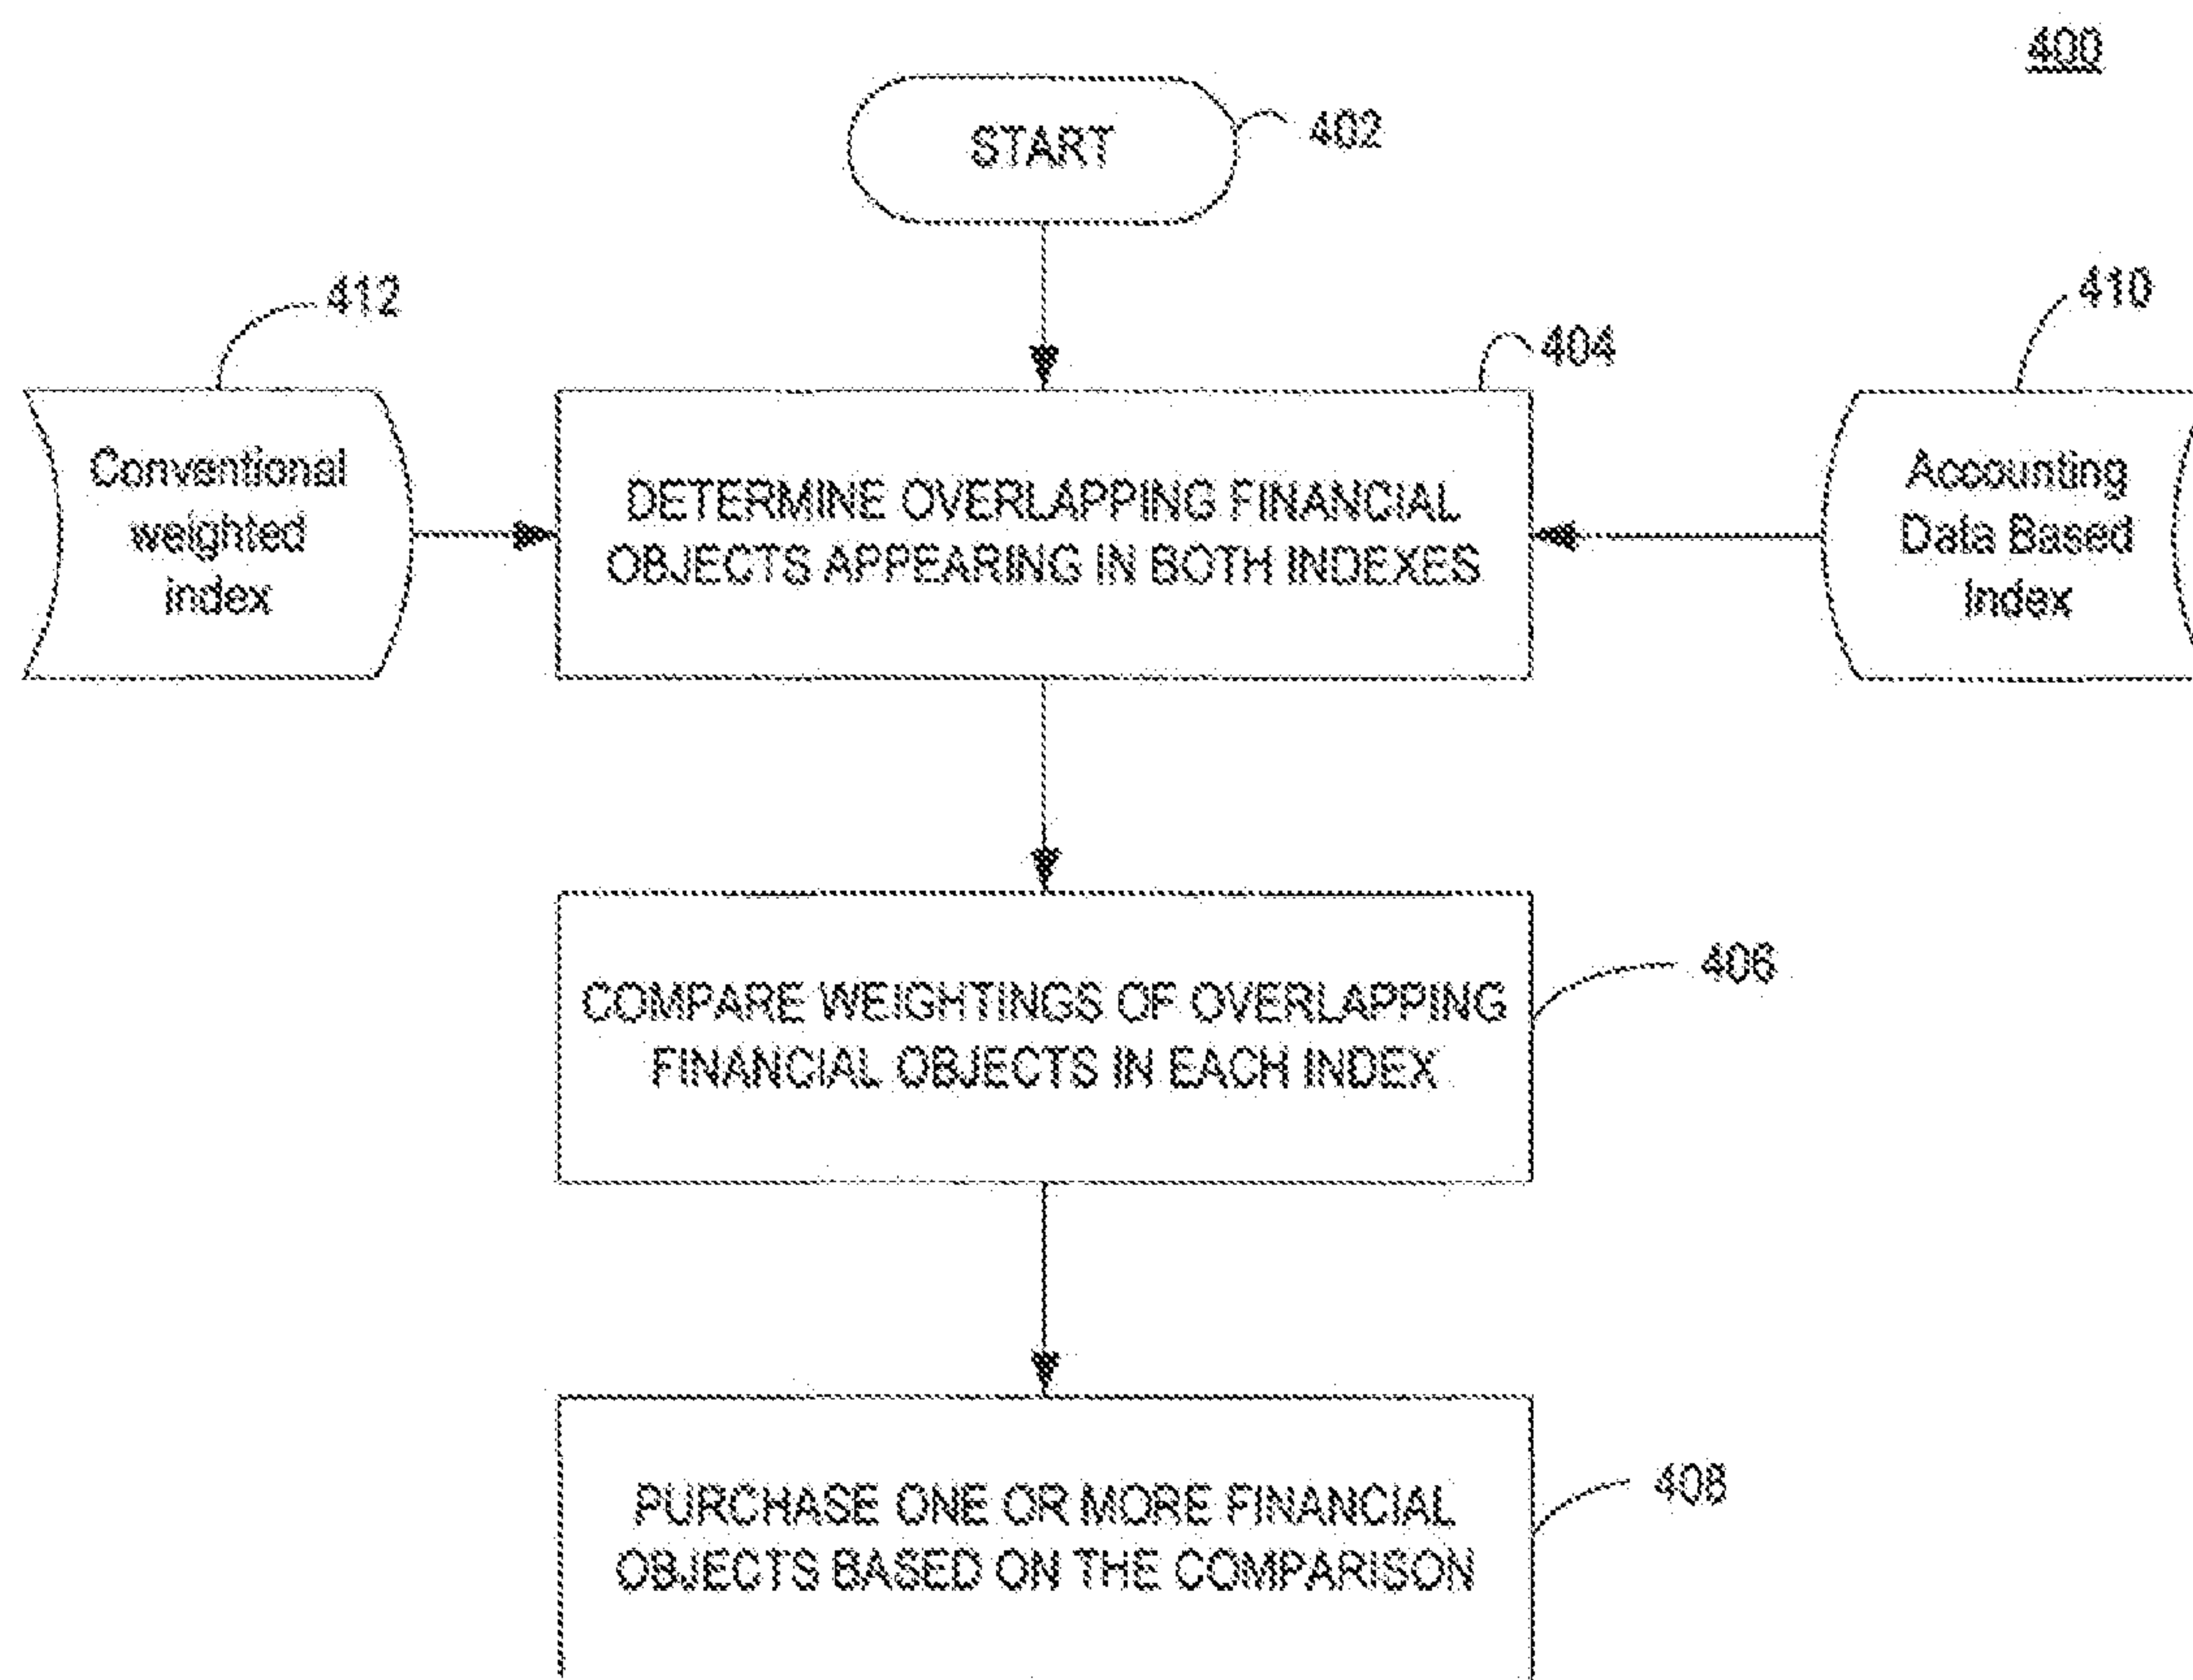 400
START
402
412
410
404
Conventional
weighted
index
DETERMINE OVERLAPPING FINANCIAL
OBJECTS APPEARING IN BOTH INDEXES
Accounting
Data Based
Index
COMPARE WEIGHTINGS OF OVERLAPPING
FINANCIAL OBJECTS IN EACH INDEX
406
PURCHASE ONE OR MORE FINANCIAL
OBJECTS BASED ON THE COMPARISON
408